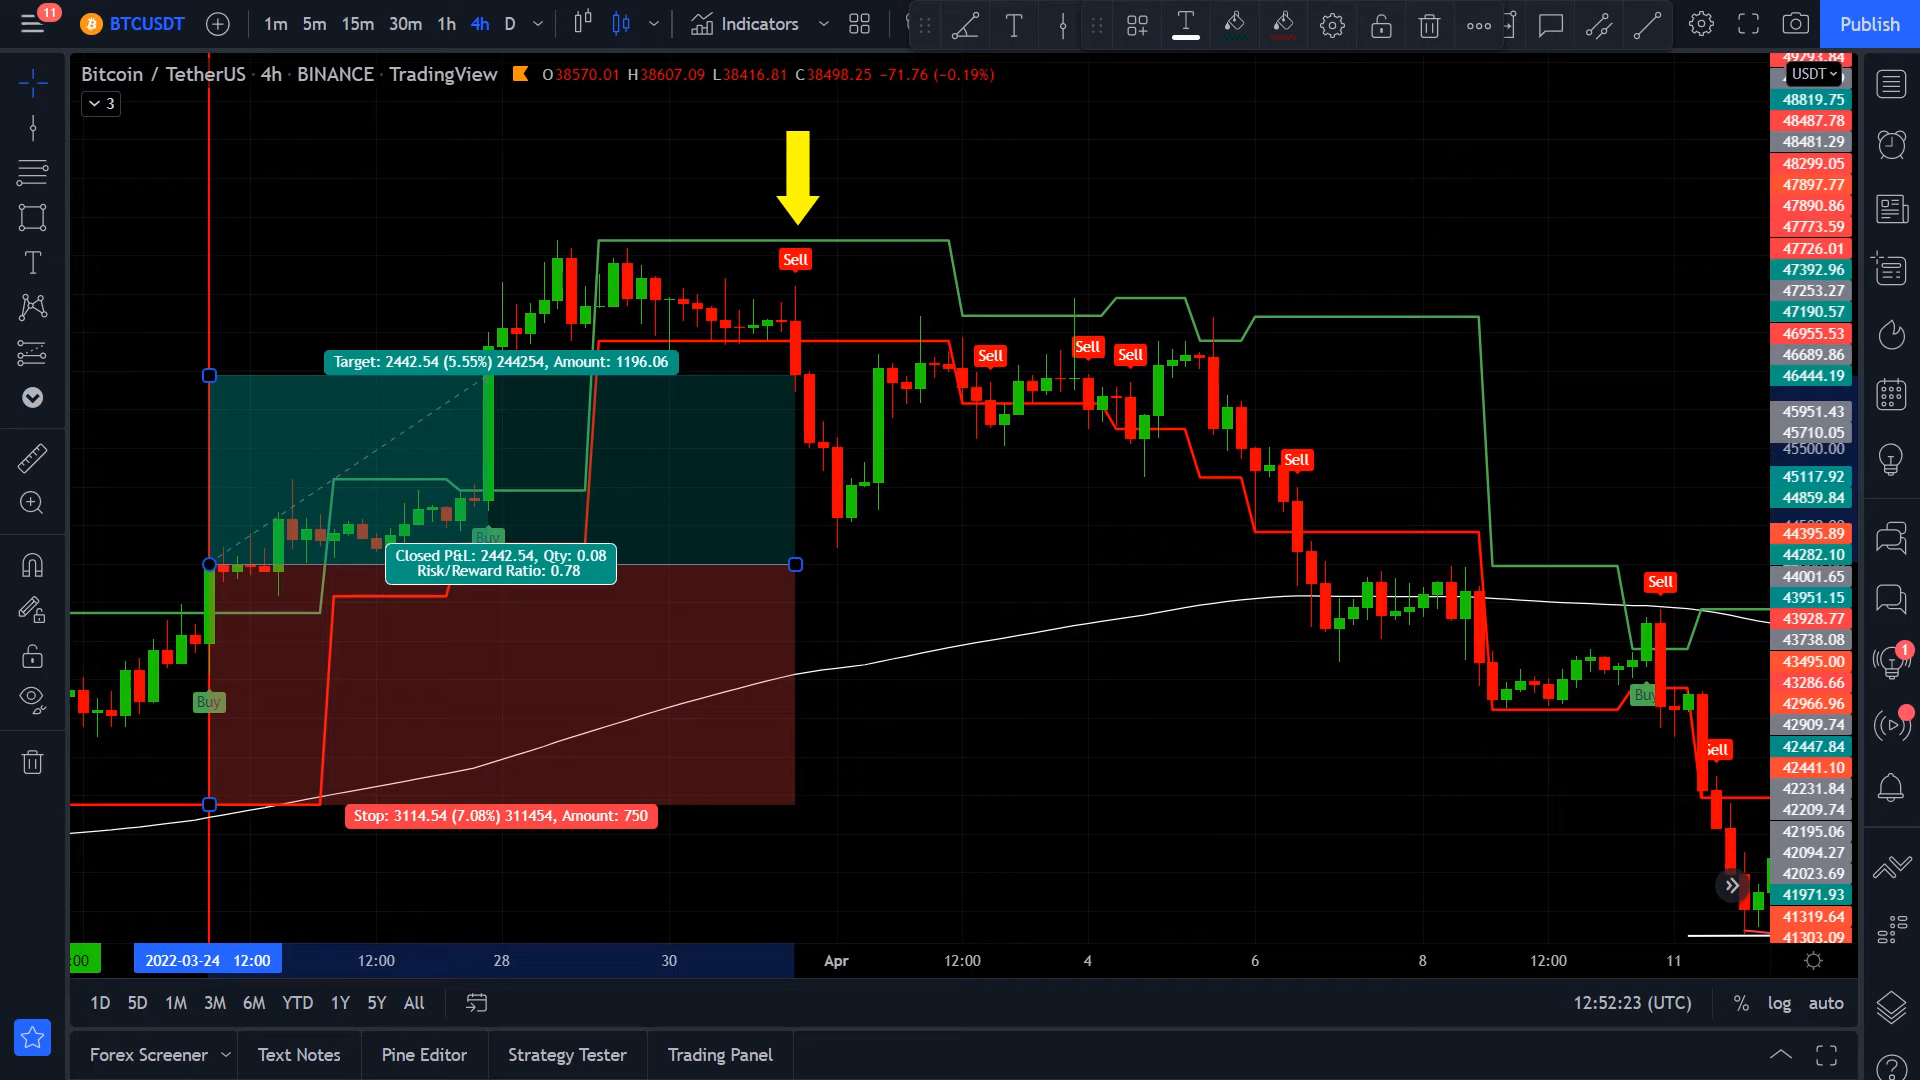 11
BTCUSDT
1m 5m 15m 30m 1h 4h D
Indicators
T
T
Publish
Bitcoin / TetherUS · 4h · BINANCE · TradingView
O38570.01 H38607.09 L38416.81 C38498.25 −71.76 (−0.19%)
3
USDT
49793.84
48819.75
48487.78
48481.29
48299.05
47897.77
47890.86
47773.59
47726.01
47392.96
47253.27
47190.57
46955.53
46689.86
46444.19
45951.43
45710.05
45500.00
45117.92
44859.84
44395.89
44282.10
44001.65
43951.15
43928.77
43738.08
43495.00
43286.66
42966.96
42909.74
42447.84
42441.10
42231.84
42209.74
42195.06
42094.27
42023.69
41971.93
41319.64
41303.09
Sell
Target: 2442.54 (5.55%) 244254, Amount: 1196.06
Sell
Sell
Sell
Sell
Buy
Closed P&L: 2442.54, Qty: 0.08
Risk/Reward Ratio: 0.78
Sell
Buy
Buy
Sell
Stop: 3114.54 (7.08%) 311454, Amount: 750
1
:00
2022-03-24 12:00
12:00
28
30
Apr
12:00
4
6
8
12:00
11
1D 5D 1M 3M 6M YTD 1Y 5Y All
12:52:23 (UTC)
% log auto
Forex Screener
Text Notes
Pine Editor
Strategy Tester
Trading Panel